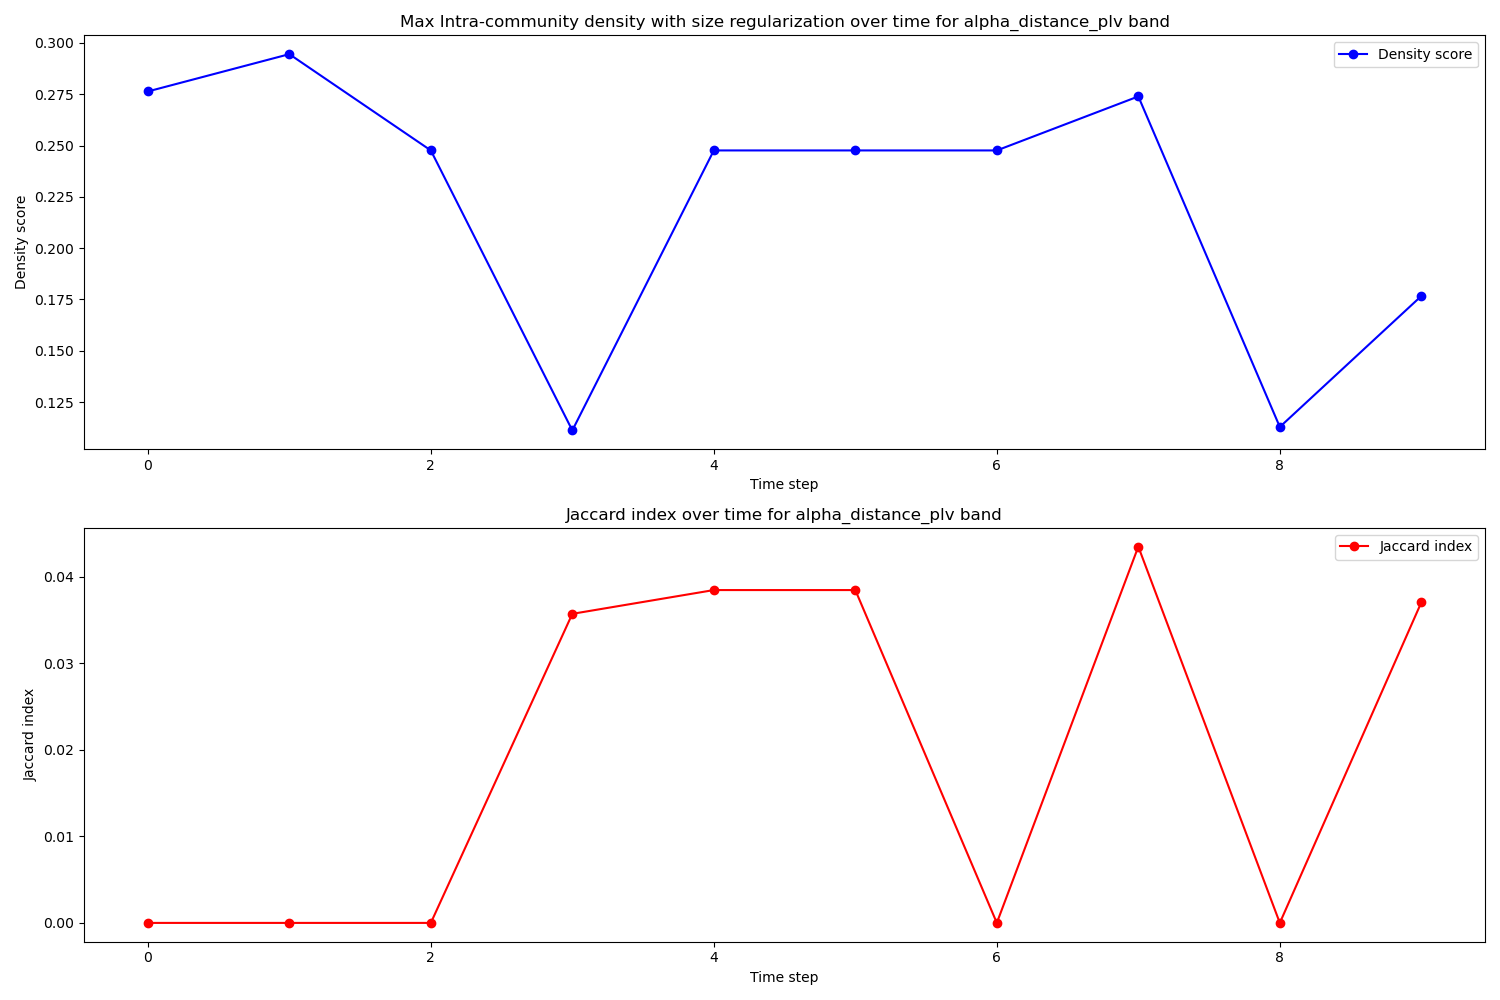 Max Intra-community density with size regularization over time for alpha_distance_plv band
Density score
0.300
0.275
0.250
0.225
0.200
0.175
0.150
0.125
Density score
0 2 4 6 8
Time step
Jaccard index over time for alpha_distance_plv band
Jaccard index
0.04
0.03
0.02
0.01
0.00
Jaccard index
0 2 4 6 8
Time step